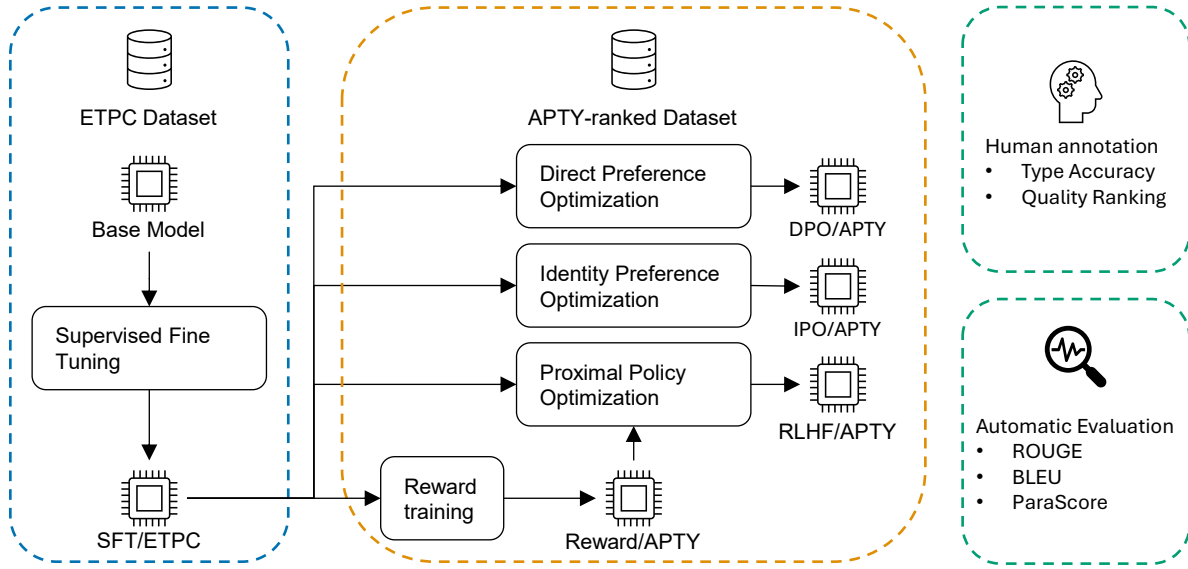 ETPC Dataset
Base Model
Supervised Fine
Tuning
SFT/ETPC
APTY-ranked Dataset
Direct Preference
Optimization
DPO/APTY
Identity Preference
Optimization
IPO/APTY
Proximal Policy
Optimization
RLHF/APTY
Reward
training
Reward/APTY
Human annotation
• Type Accuracy
• Quality Ranking
Automatic Evaluation
• ROUGE
• BLEU
• ParaScore